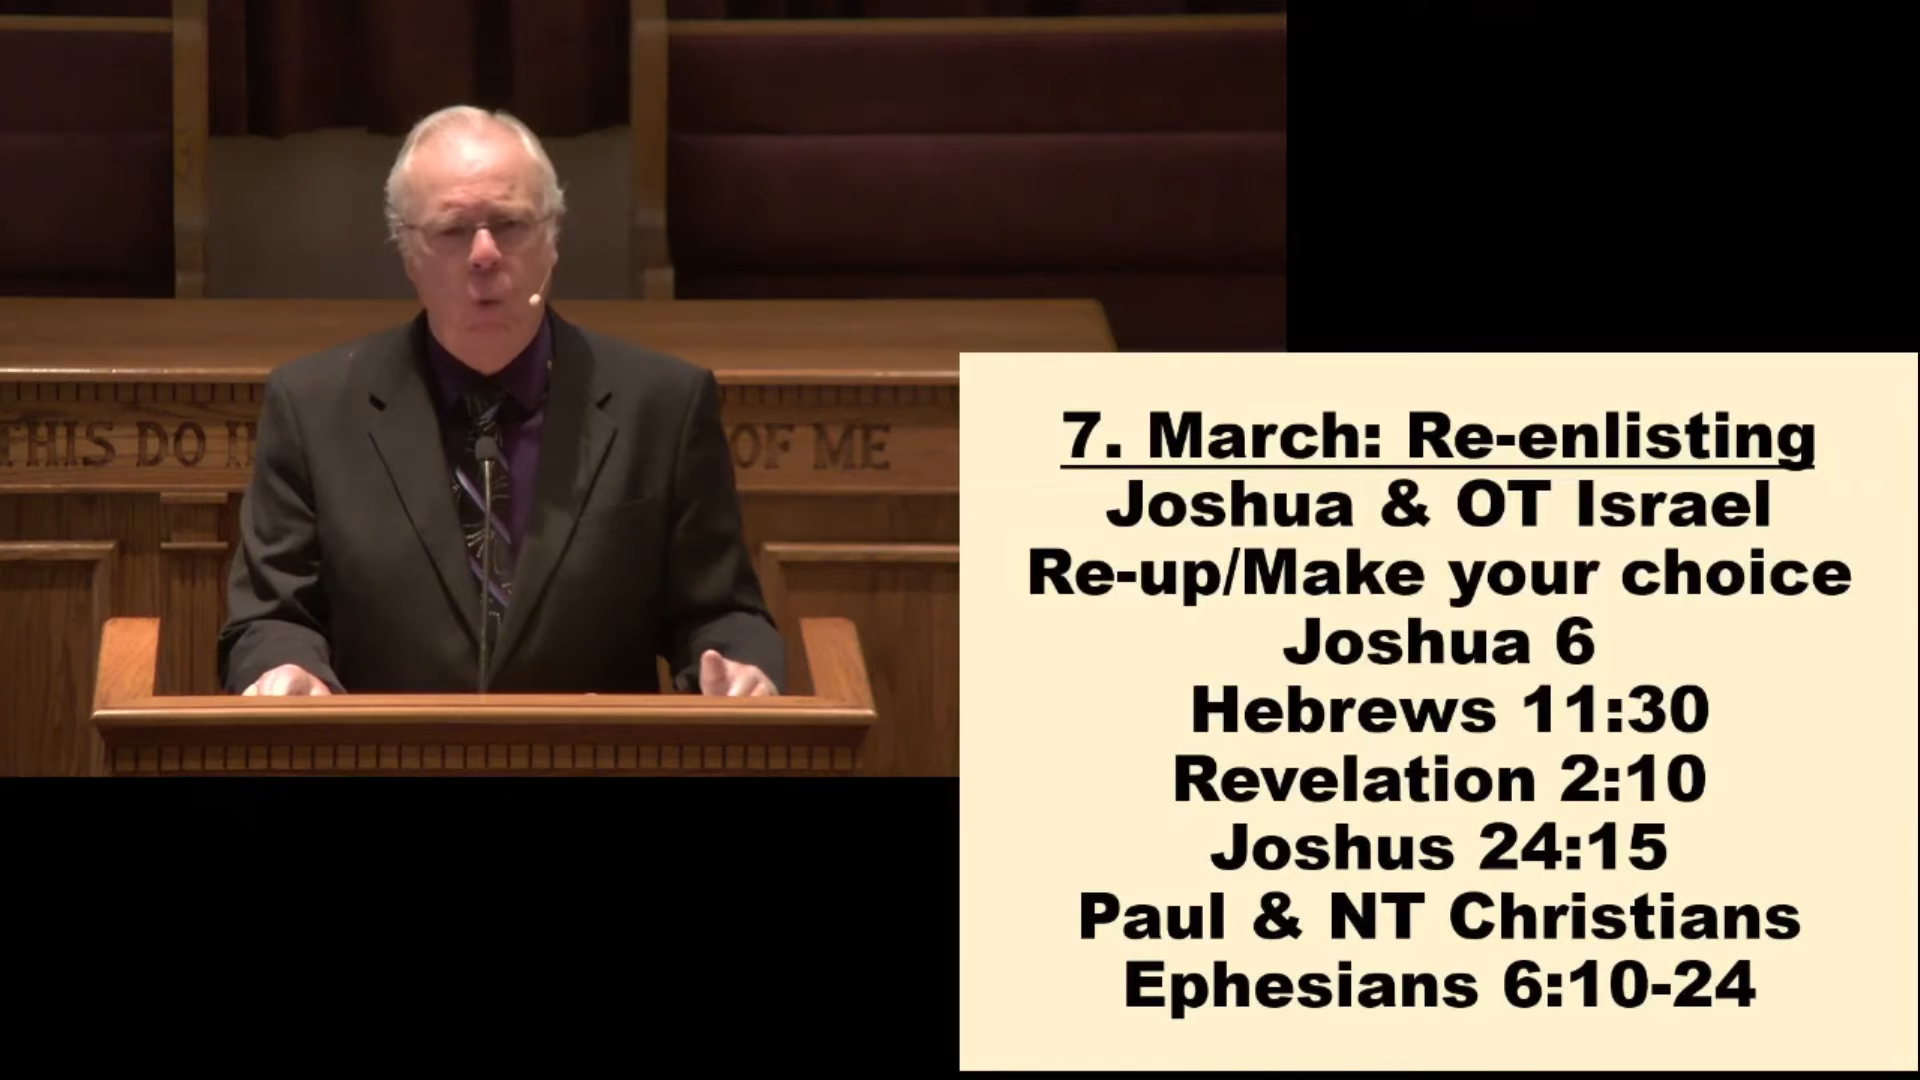 THIS DO
OF ME
7. March: Re-enlisting
Joshua & OT Israel
Re-up/Make your choice
Joshua 6
Hebrews 11:30
Revelation 2:10
Joshus 24:15
Paul & NT Christians
Ephesians 6:10-24